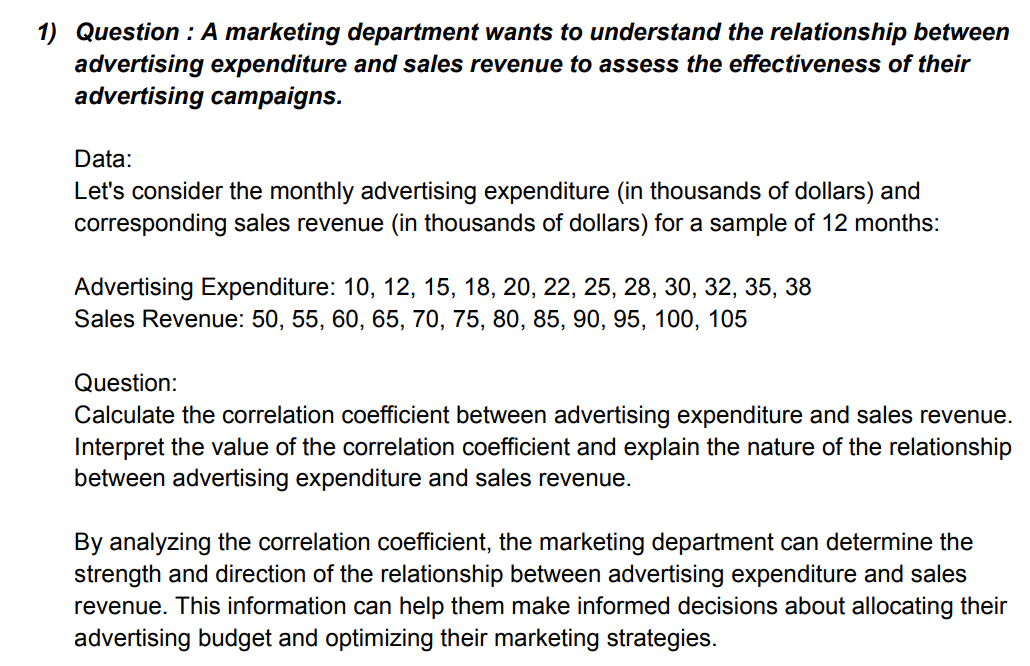 1) Question : A marketing department wants to understand the relationship between
advertising expenditure and sales revenue to assess the effectiveness of their
advertising campaigns.
Data:
Let's consider the monthly advertising expenditure (in thousands of dollars) and
corresponding sales revenue (in thousands of dollars) for a sample of 12 months:
Advertising Expenditure: 10, 12, 15, 18, 20, 22, 25, 28, 30, 32, 35, 38
Sales Revenue: 50, 55, 60, 65, 70, 75, 80, 85, 90, 95, 100, 105
Question:
Calculate the correlation coefficient between advertising expenditure and sales revenue.
Interpret the value of the correlation coefficient and explain the nature of the relationship
between advertising expenditure and sales revenue.
By analyzing the correlation coefficient, the marketing department can determine the
strength and direction of the relationship between advertising expenditure and sales
revenue. This information can help them make informed decisions about allocating their
advertising budget and optimizing their marketing strategies.